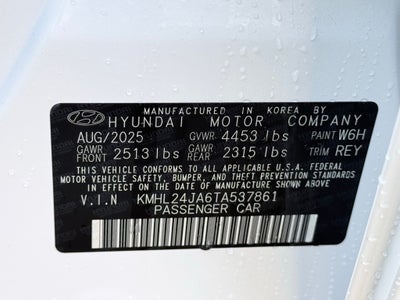 MANUFACTURED IN KOREA BY
HYUNDAI MOTOR COMPANY
AUG/2025 GVWR 4453 lbs PAINT W6H
GAWR FRONT 2513 lbs GAWR REAR 2315 lbs TRIM REY
THIS VEHICLE CONFORMS TO ALL APPLICABLE U.S.A. FEDERAL
MOTOR VEHICLE SAFETY, BUMPER, AND THEFT PREVENTION STANDARDS
IN EFFECT ON THE DATE OF MANUFACTURE SHOWN ABOVE.
V.I.N KMHL24JA6TA537861
PASSENGER CAR